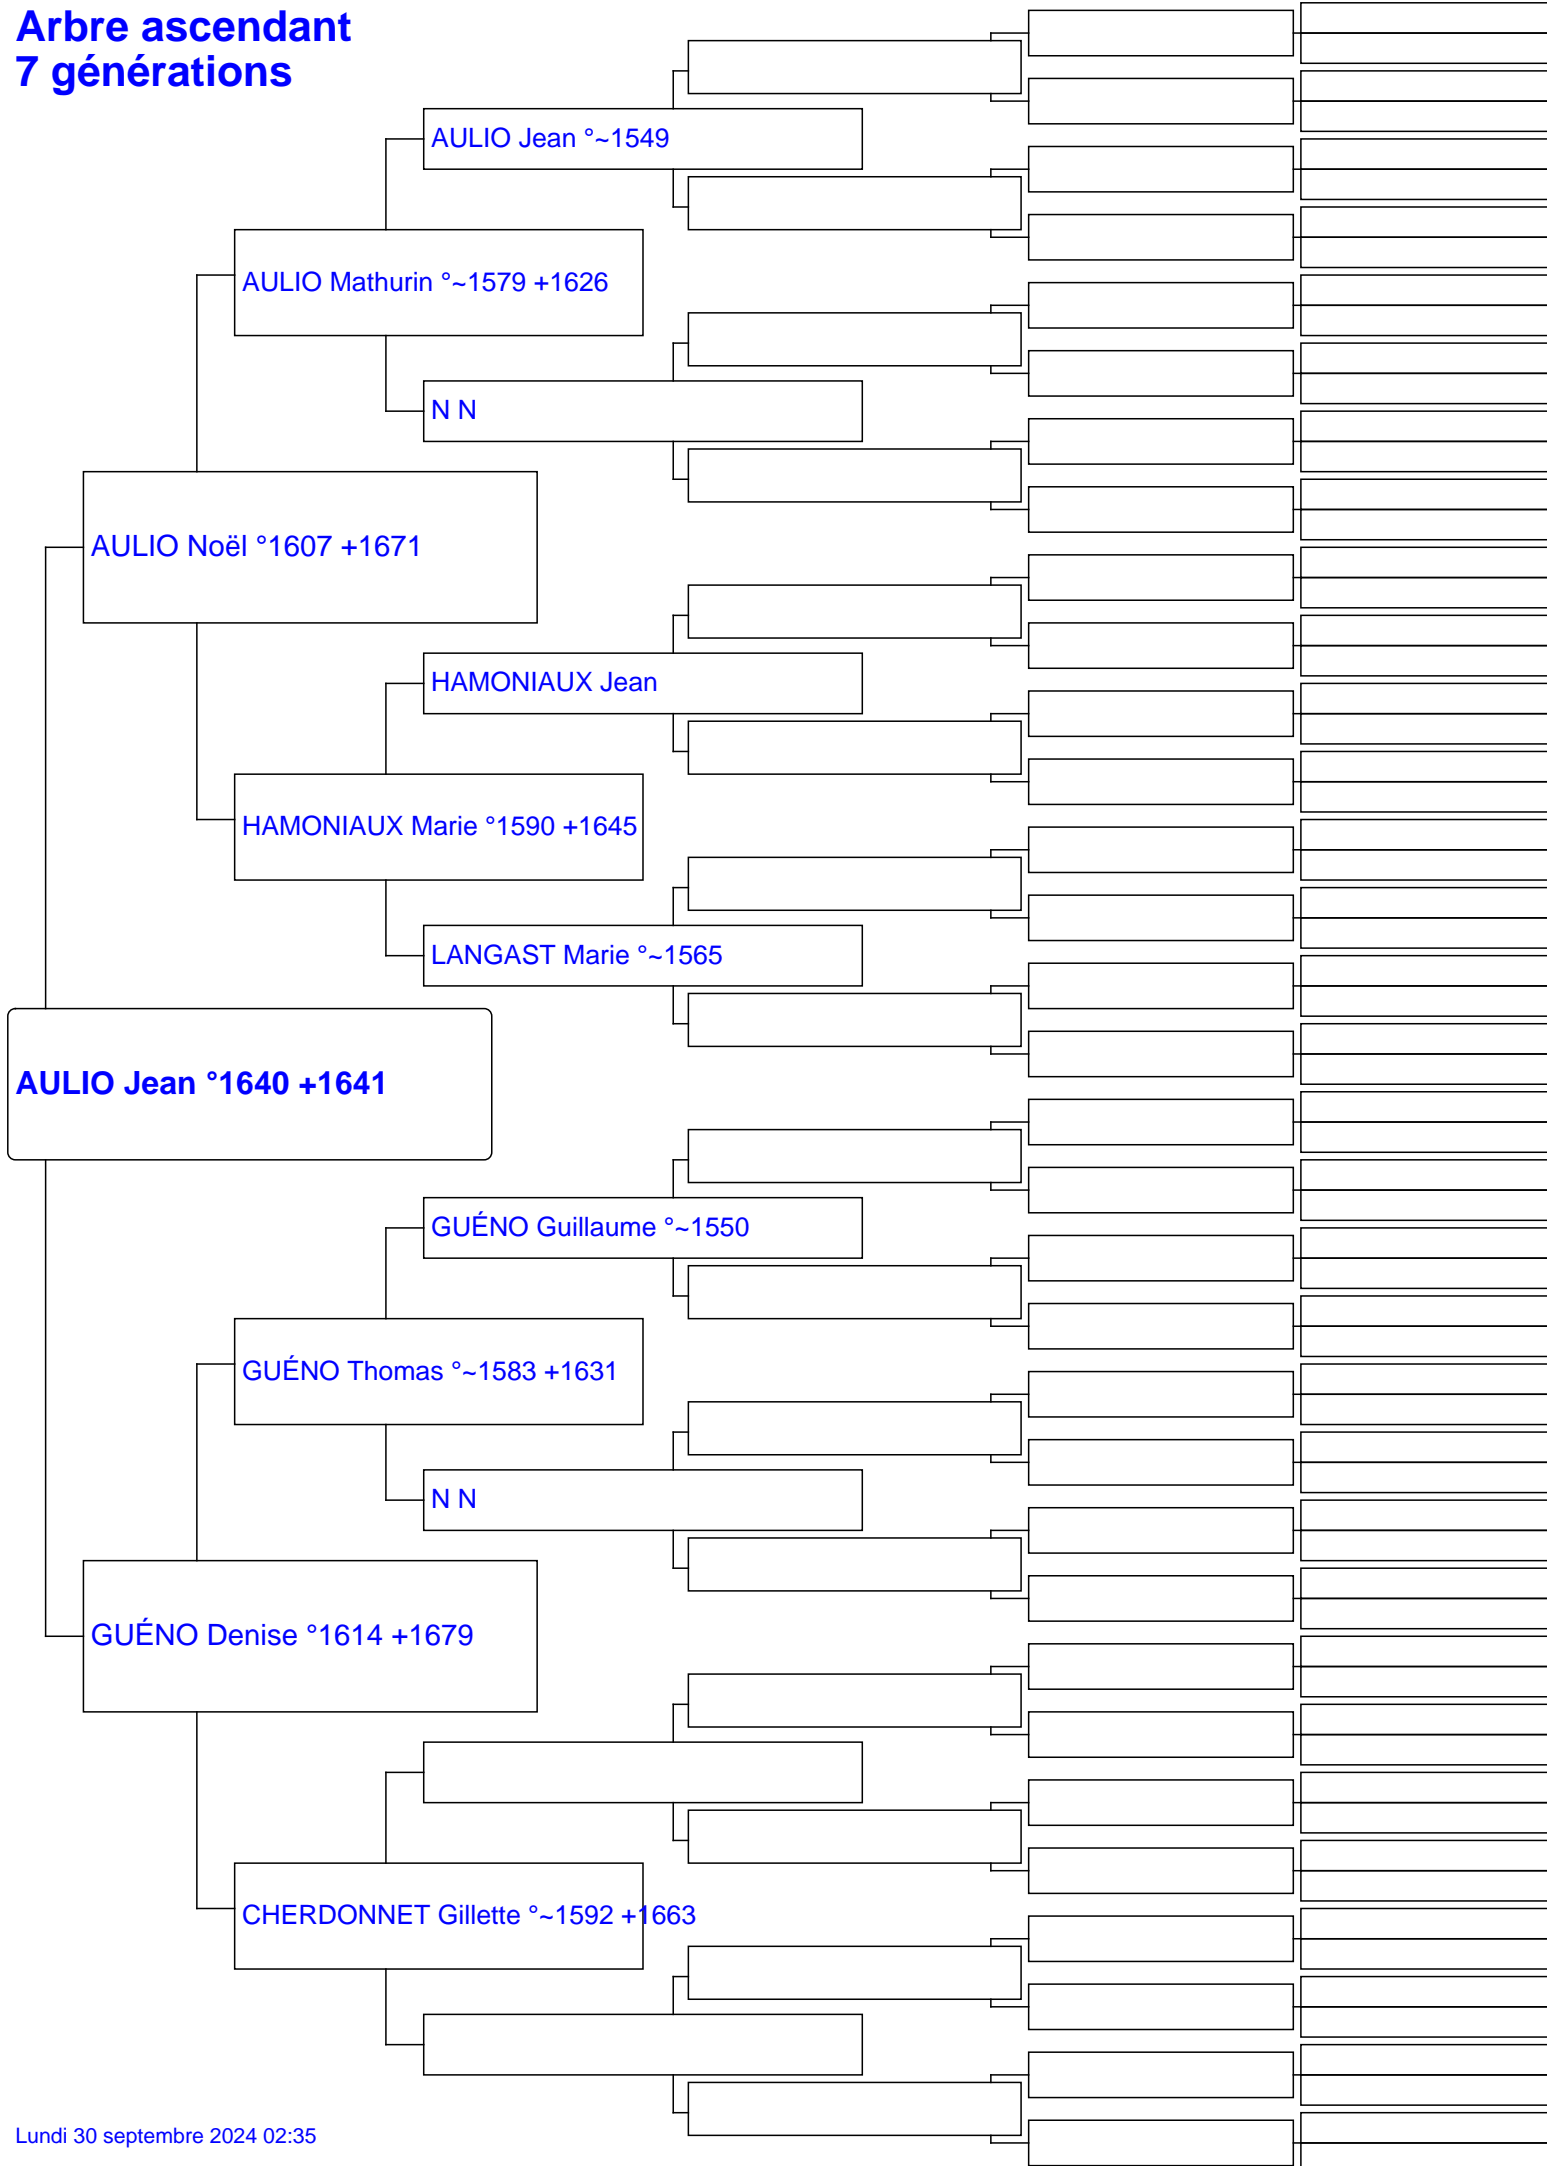 Arbre ascendant
7 générations
AULIO Jean °~1549
AULIO Mathurin °~1579 +1626
N N
AULIO Noël °1607 +1671
HAMONIAUX Jean
HAMONIAUX Marie °1590 +1645
LANGAST Marie °~1565
AULIO Jean °1640 +1641
GUÉNO Guillaume °~1550
GUÉNO Thomas °~1583 +1631
N N
GUÉNO Denise °1614 +1679
CHERDONNET Gillette °~1592 +1663
Lundi 30 septembre 2024 02:35